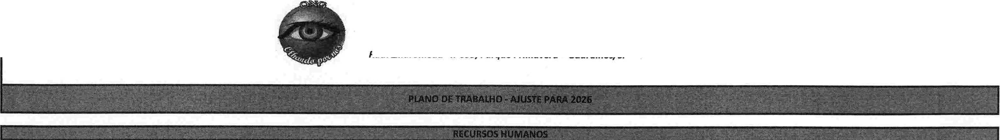 ONG
Olhando por nós
PLANO DE TRABALHO - AJUSTE PARA 2026
RECURSOS HUMANOS